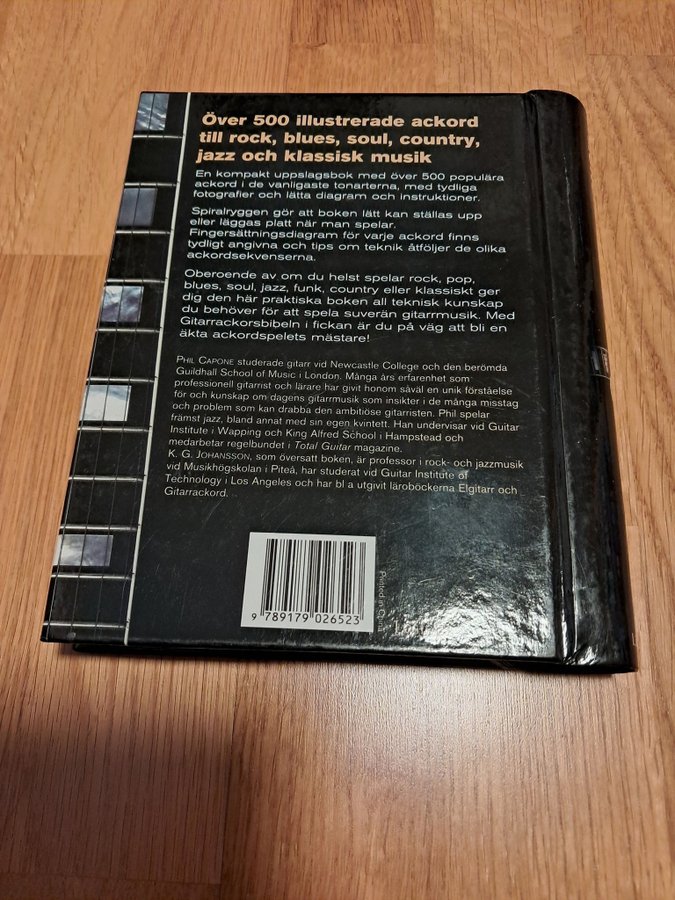 Över 500 illustrerade ackord
till rock, blues, soul, country,
jazz och klassisk musik
En kompakt uppslagsbok med över 500 populära
ackord i de vanligaste tonarterna, med tydliga
fotografier och lätta diagram och instruktioner.
Spiralryggen gör att boken lätt kan ställas upp
eller läggas platt när man spelar.
Fingersättningsdiagram för varje ackord finns
tydligt angivna och tips om teknik åtföljer de olika
ackordsekvenserna.
Oberoende av om du helst spelar rock, pop,
blues, soul, jazz, funk, country eller klassiskt ger
dig den här praktiska boken all teknisk kunskap
du behöver för att spela suverän gitarrmusik. Med
Gitarrackorsbibeln i fickan är du på väg att bli en
äkta ackordspelets mästare!
PHIL CAPONE studerade gitarr vid Newcastle College och den berömda
Guildhall School of Music i London. Många års erfarenhet som
professionell gitarrist och lärare har givit honom såväl en unik förståelse
för och kunskap om dagens gitarrmusik som insikter i de många misstag
och problem som kan drabba den ambitiöse gitarristen. Phil spelar
främst jazz, bland annat med sin egen kvintett. Han undervisar vid Guitar
Institute i Wapping och King Alfred School i Hampstead och
medarbetar regelbundet i Total Guitar magazine.
K. G. JOHANSSON, som översatt boken, är professor i rock- och jazzmusik
vid Musikhögskolan i Piteå, har studerat vid Guitar Institute of
Technology i Los Angeles och har bl a utgivit läroböckerna Elgitarr och
Gitarrackord.
9 789179 026523
Printed in